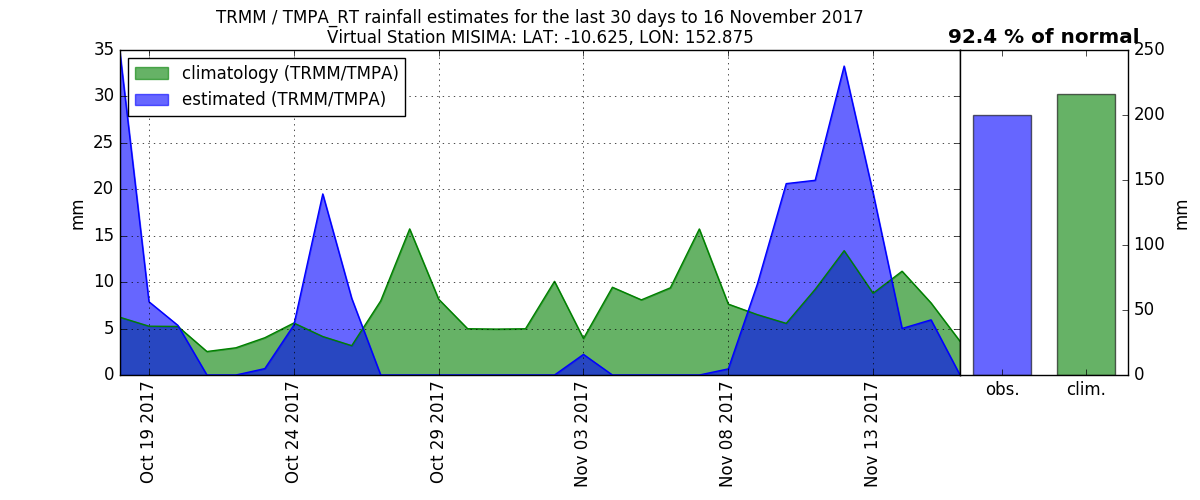 TRMM / TMPA_RT rainfall estimates for the last 30 days to 16 November 2017
Virtual Station MISIMA: LAT: -10.625, LON: 152.875
92.4 % of normal
climatology (TRMM/TMPA)
estimated (TRMM/TMPA)
35
30
25
20
15
10
5
0
mm
Oct 19 2017
Oct 24 2017
Oct 29 2017
Nov 03 2017
Nov 08 2017
Nov 13 2017
250
200
150
100
50
0
mm
obs.
clim.